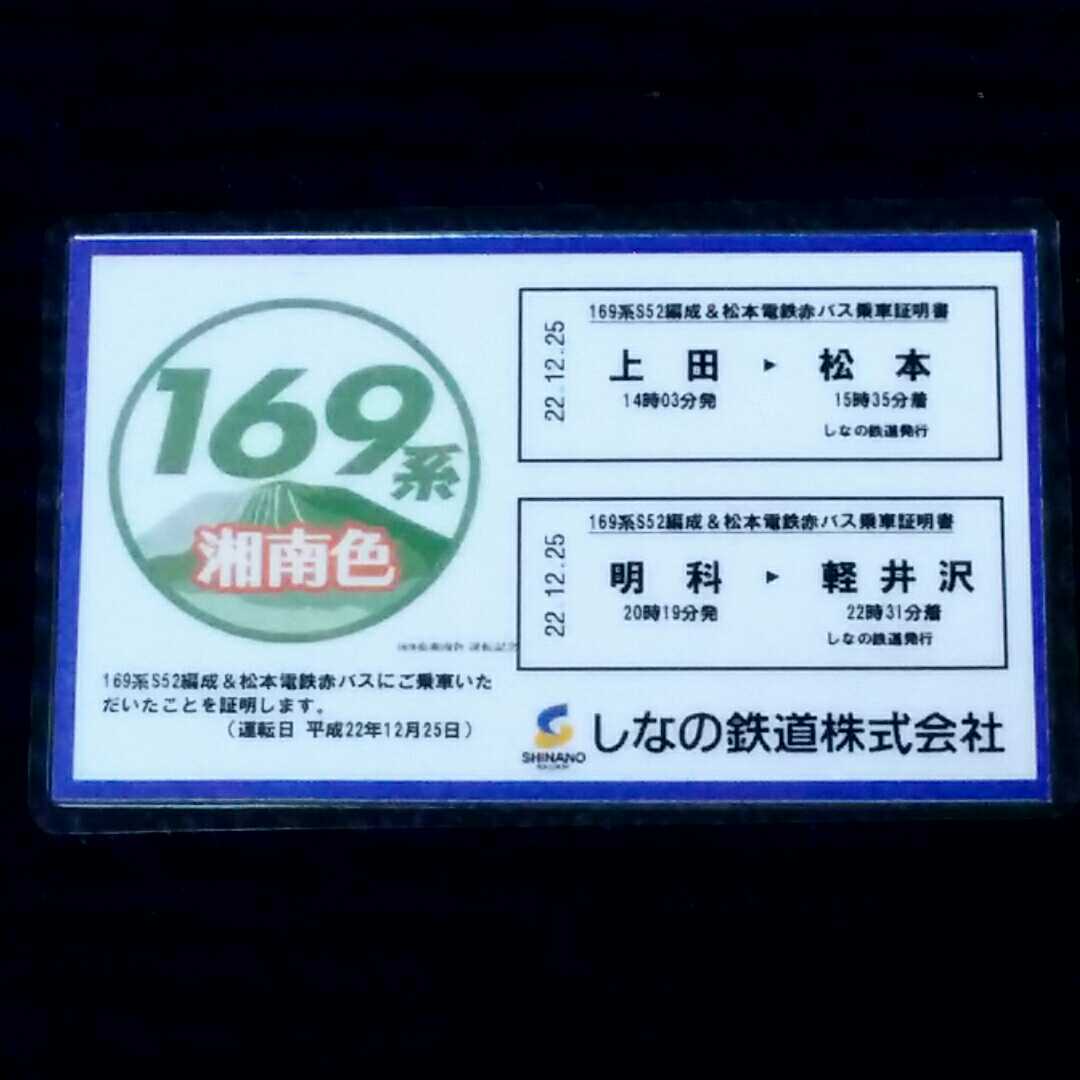 169系
湘南色
169系S52編成&松本電鉄赤バスにご乗車いた
だいたことを証明します。
(運転日 平成22年12月25日)
22.12.25
169系S52編成&松本電鉄赤バス乗車証明書
上田 ▶ 松本
14時03分発 15時35分着
しなの鉄道発行
22.12.25
169系S52編成&松本電鉄赤バス乗車証明書
明科 ▶ 軽井沢
20時19分発 22時31分着
しなの鉄道発行
SHINANO
しなの鉄道株式会社